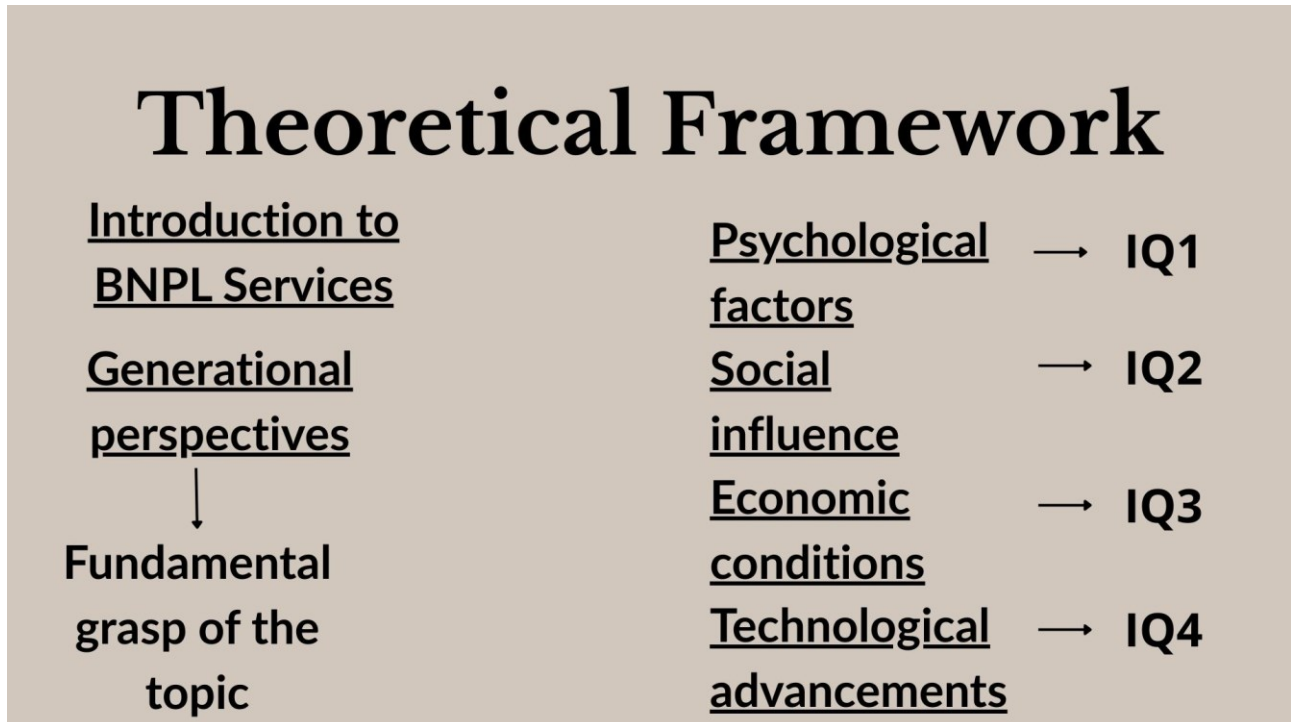 Theoretical Framework
Introduction to
BNPL Services
Generational
perspectives
Fundamental
grasp of the
topic
Psychological → IQ1
factors
Social → IQ2
influence
Economic → IQ3
conditions
Technological → IQ4
advancements